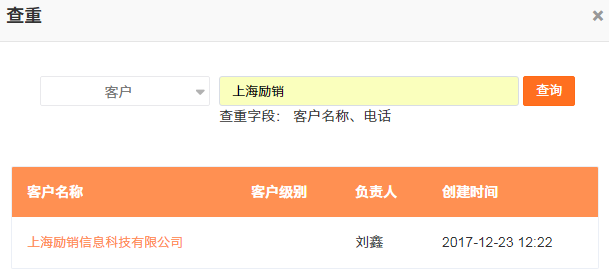 查重
×
客户
上海励销
查询
查重字段： 客户名称、电话
客户名称 客户级别 负责人 创建时间
上海励销信息科技有限公司 刘鑫 2017-12-23 12:22